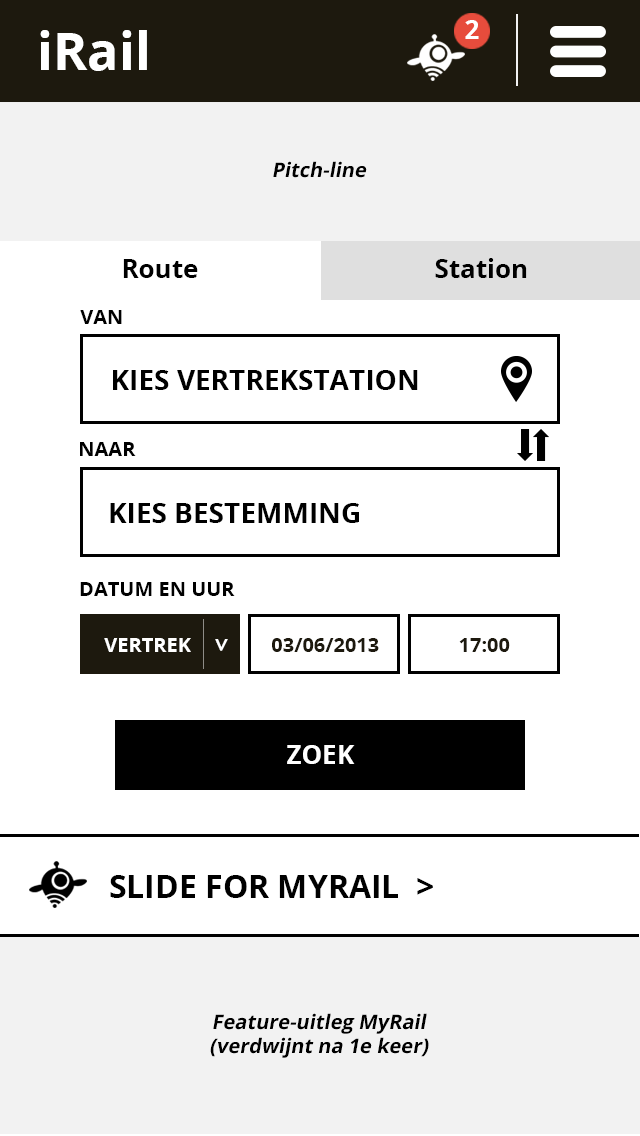 iRail
2
Pitch-line
Route
Station
VAN
KIES VERTREKSTATION
NAAR
KIES BESTEMMING
DATUM EN UUR
VERTREK
03/06/2013
17:00
ZOEK
SLIDE FOR MYRAIL >
Feature-uitleg MyRail
(verdwijnt na 1e keer)